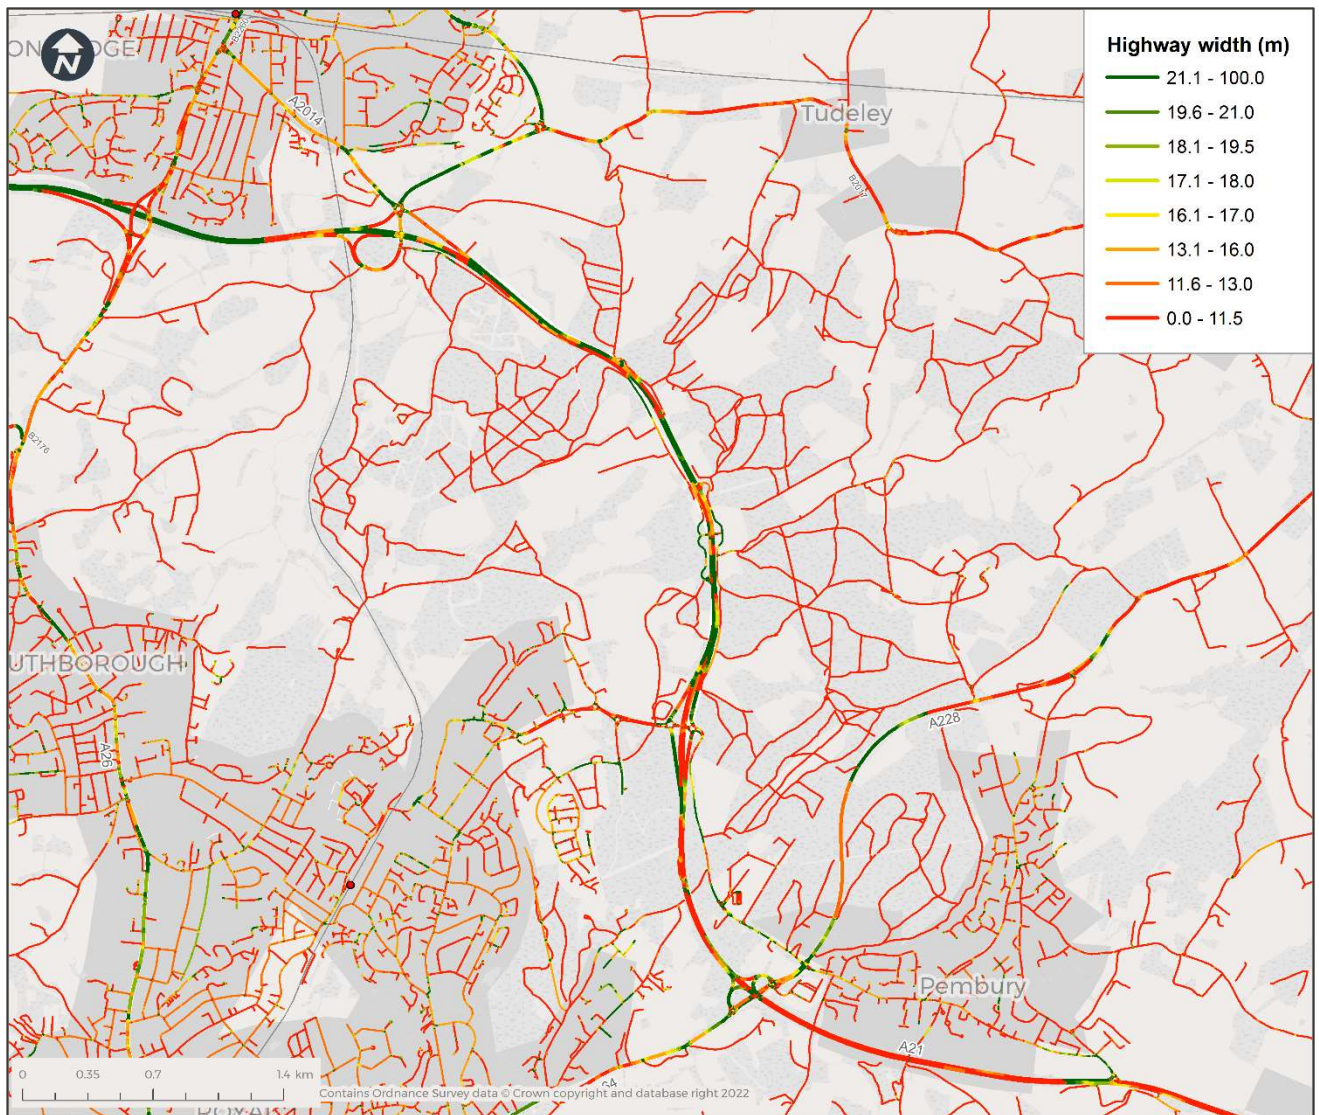 N
B2260
A2014
Tudeley
B2017
Highway width (m)
21.1 - 100.0
19.6 - 21.0
18.1 - 19.5
17.1 - 18.0
16.1 - 17.0
13.1 - 16.0
11.6 - 13.0
0.0 - 11.5
B2176
UTHBOROUGH
A26
A228
Pembury
A21
0 0.35 0.7 1.4 km
Contains Ordnance Survey data © Crown copyright and database right 2022